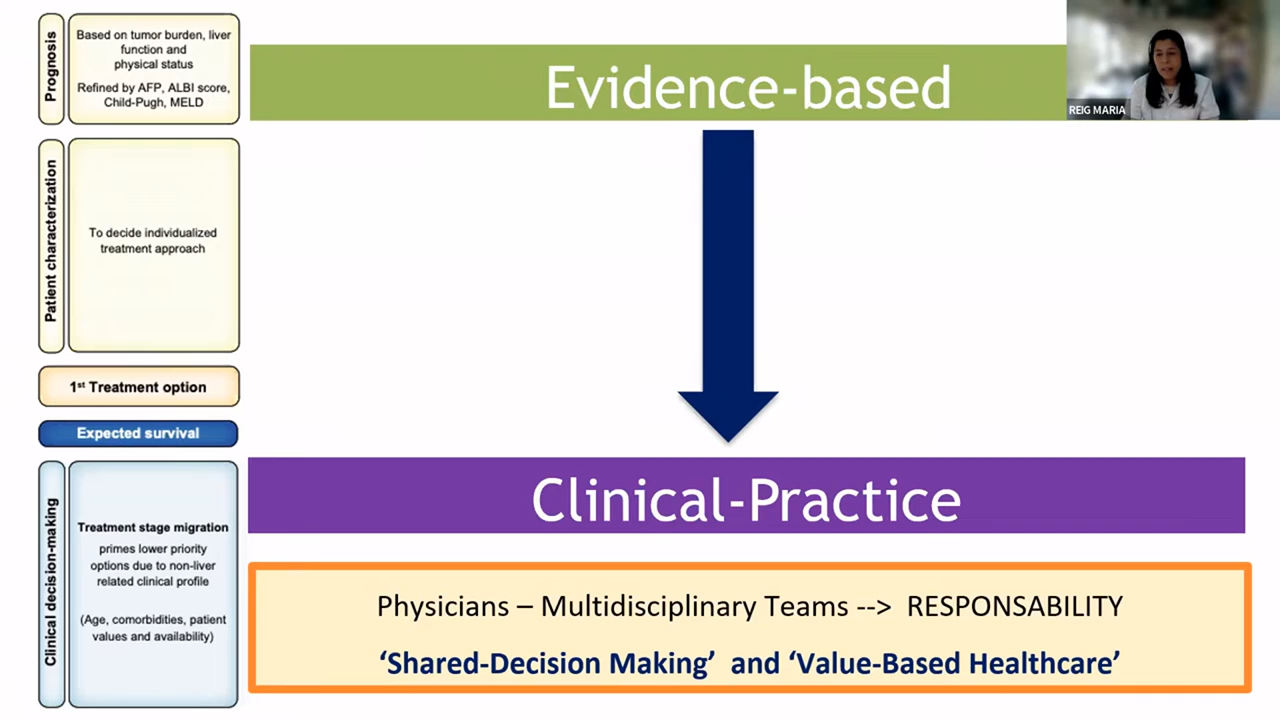 Prognosis
Based on tumor burden, liver
function and
physical status
Refined by AFP, ALBI score,
Child-Pugh, MELD
Evidence-based
REIG MARIA
Patient characterization
To decide individualized
treatment approach
1st Treatment option
Expected survival
Clinical decision-making
Treatment stage migration
primes lower priority
options due to non-liver
related clinical profile
(Age, comorbidities, patient
values and availability)
Clinical-Practice
Physicians – Multidisciplinary Teams --> RESPONSABILITY
‘Shared-Decision Making’ and ‘Value-Based Healthcare’